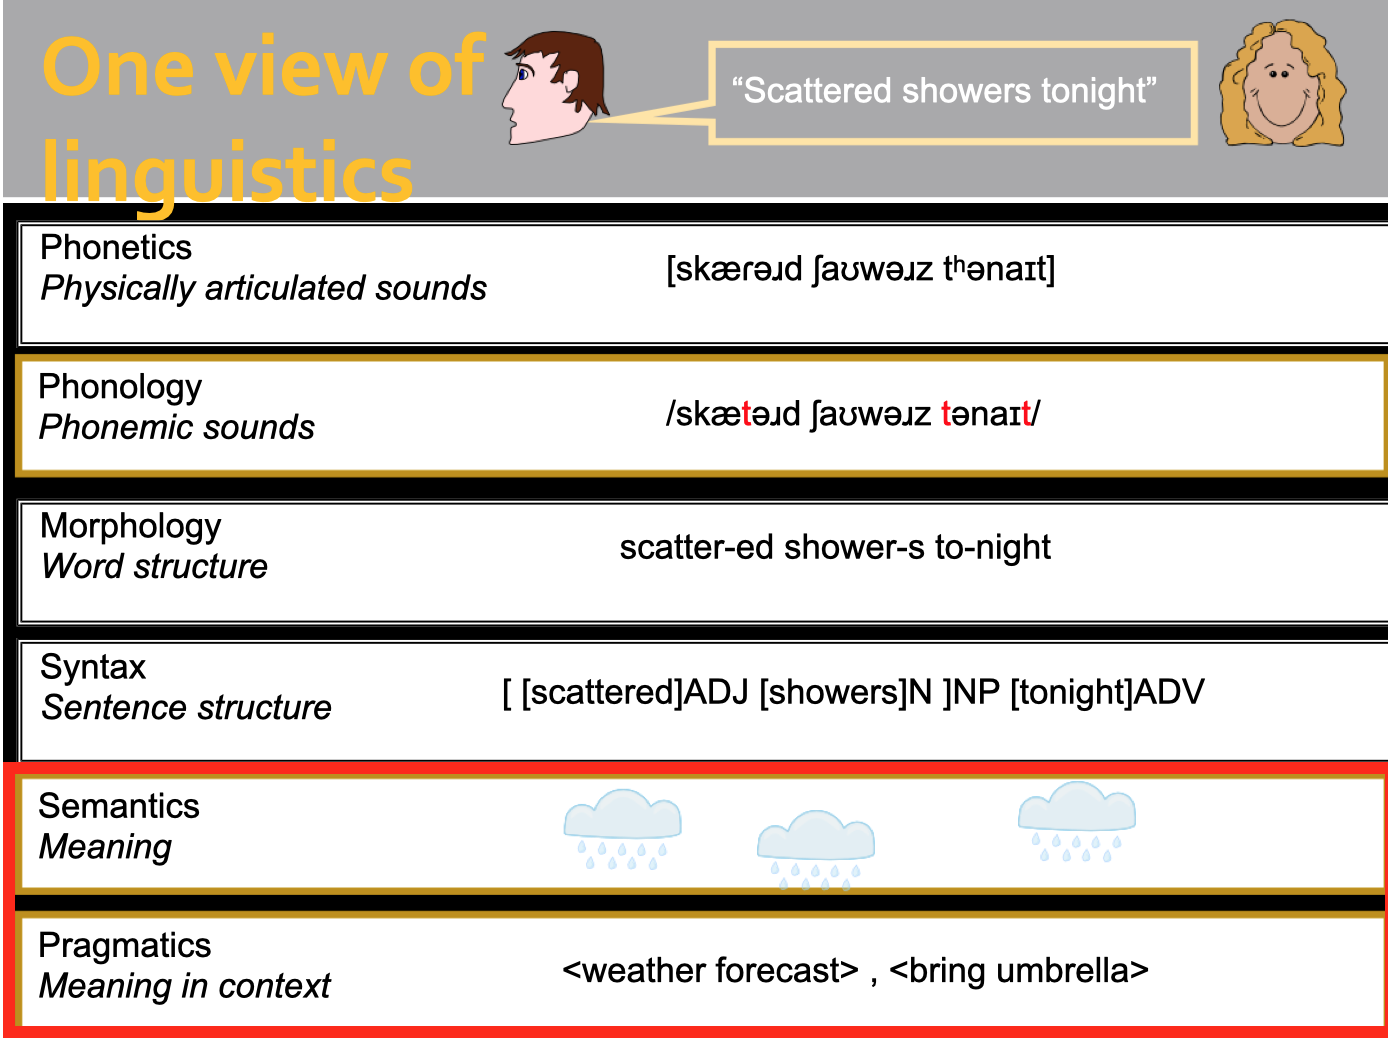 One view of
linguistics
“Scattered showers tonight”
Phonetics
Physically articulated sounds
[skæɾəɹd ʃaʊwəɹz tʰənaɪt]
Phonology
Phonemic sounds
/skætəɹd ʃaʊwəɹz tənaɪt/
Morphology
Word structure
scatter-ed shower-s to-night
Syntax
Sentence structure
[ [scattered]ADJ [showers]N ]NP [tonight]ADV
Semantics
Meaning
Pragmatics
Meaning in context
<weather forecast> , <bring umbrella>